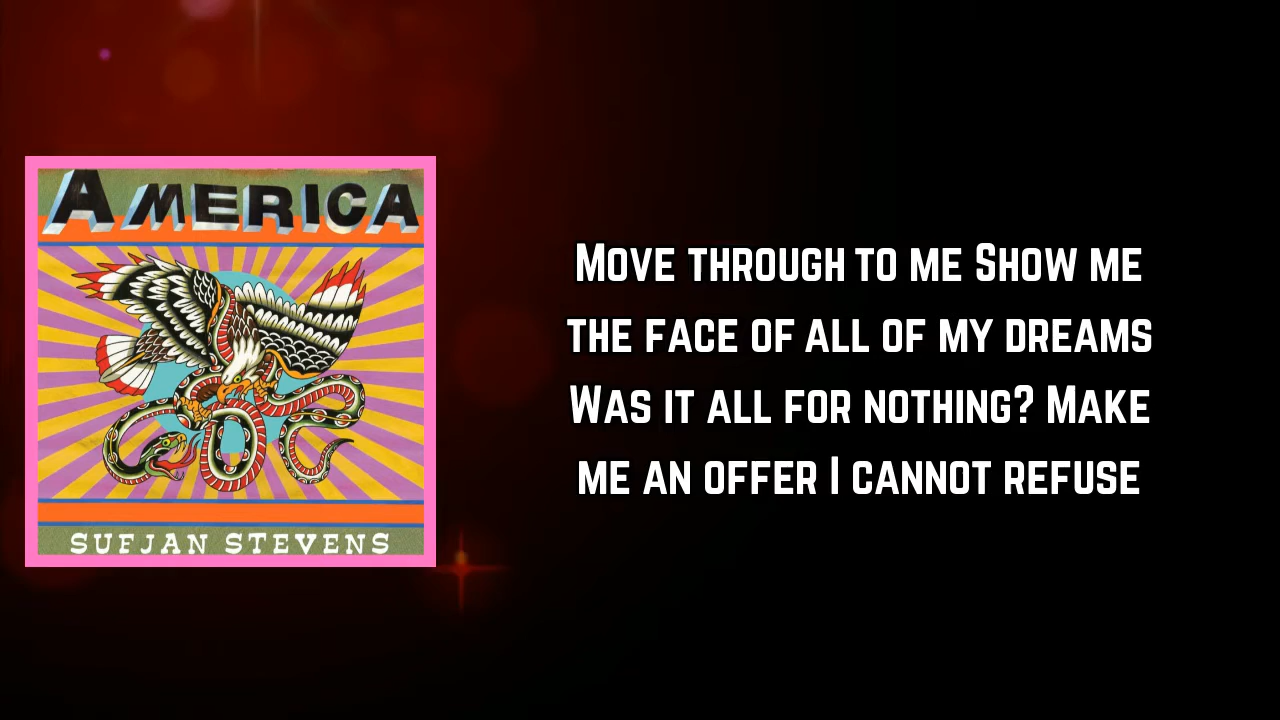 AMERICA
SUFJAN STEVENS
Move through to me Show me
the face of all of my dreams
Was it all for nothing? Make
me an offer I cannot refuse